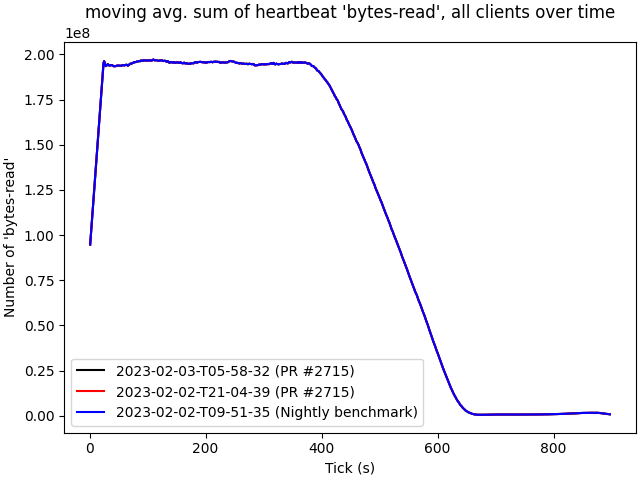 moving avg. sum of heartbeat 'bytes-read', all clients over time
1e8
2.00
1.75
1.50
1.25
1.00
0.75
0.50
0.25
0.00
Number of 'bytes-read'
2023-02-03-T05-58-32 (PR #2715)
2023-02-02-T21-04-39 (PR #2715)
2023-02-02-T09-51-35 (Nightly benchmark)
0 200 400 600 800
Tick (s)